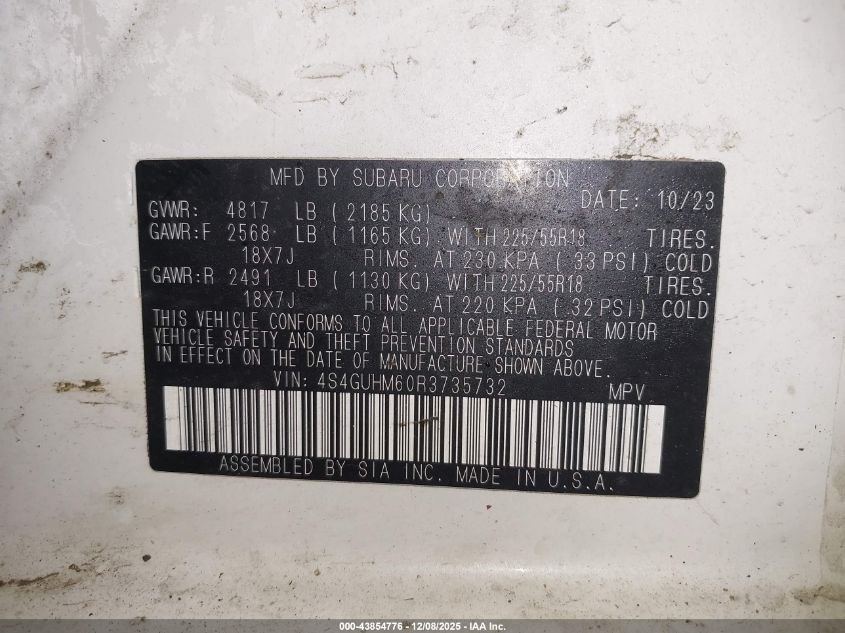 MFD BY SUBARU CORPORATION
DATE: 10/23
GVWR: 4817 LB ( 2185 KG)
GAWR:F 2568 LB ( 1165 KG) WITH 225/55R18 TIRES.
18X7J RIMS. AT 230 KPA ( 33 PSI) COLD
GAWR:R 2491 LB ( 1130 KG) WITH 225/55R18 TIRES.
18X7J RIMS. AT 220 KPA ( 32 PSI) COLD
THIS VEHICLE CONFORMS TO ALL APPLICABLE FEDERAL MOTOR
VEHICLE SAFETY AND THEFT PREVENTION STANDARDS
IN EFFECT ON THE DATE OF MANUFACTURE SHOWN ABOVE.
VIN: 4S4GUHM60R3735732 MPV
ASSEMBLED BY SIA INC. MADE IN U.S.A.
000-43854776 - 12/08/2025 - IAA Inc.